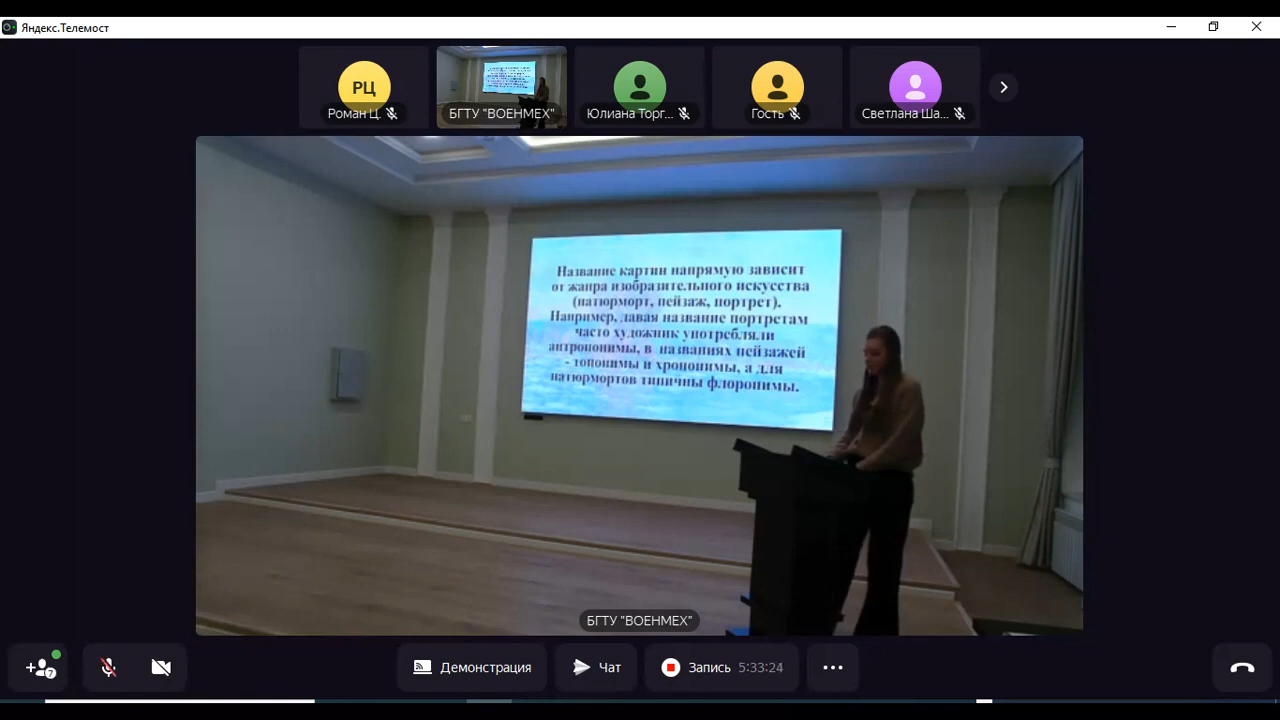 Яндекс.Телемост
РЦ
Роман Ц.
БГТУ "ВОЕНМЕХ"
Юлиана Торг...
Гость
Светлана Ша...
Название картин напрямую зависит
от жанра изобразительного искусства
(натюрморт, пейзаж, портрет).
Например, давая название портретам
часто художник употребляли
антропонимы, в названиях пейзажей
- топонимы и хрононимы, а для
натюрмортов типичны флоронимы.
БГТУ "ВОЕНМЕХ"
7
Демонстрация
Чат
Запись 5:33:24